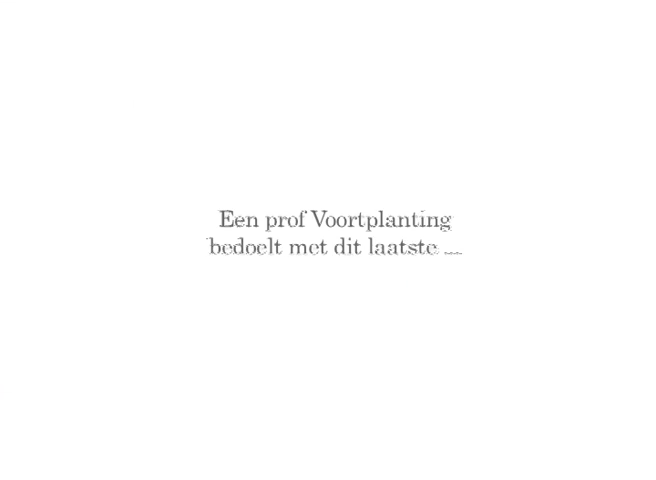 Een prof Voortplanting
bedoelt met dit laatste ...